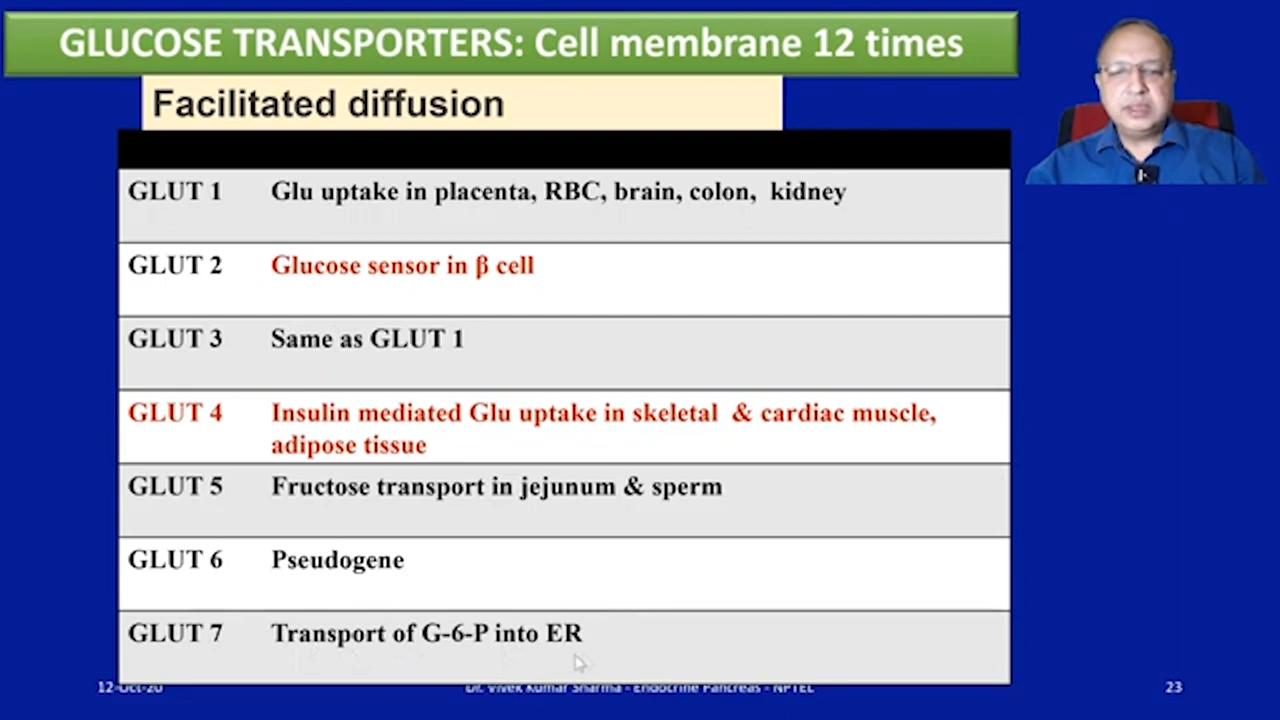 GLUCOSE TRANSPORTERS: Cell membrane 12 times
Facilitated diffusion
GLUT 1 Glu uptake in placenta, RBC, brain, colon, kidney
GLUT 2 Glucose sensor in β cell
GLUT 3 Same as GLUT 1
GLUT 4 Insulin mediated Glu uptake in skeletal & cardiac muscle,
adipose tissue
GLUT 5 Fructose transport in jejunum & sperm
GLUT 6 Pseudogene
GLUT 7 Transport of G-6-P into ER
12-Oct-20 Dr. Vivek Kumar Sharma - Endocrine Pancreas - NPTEL 23